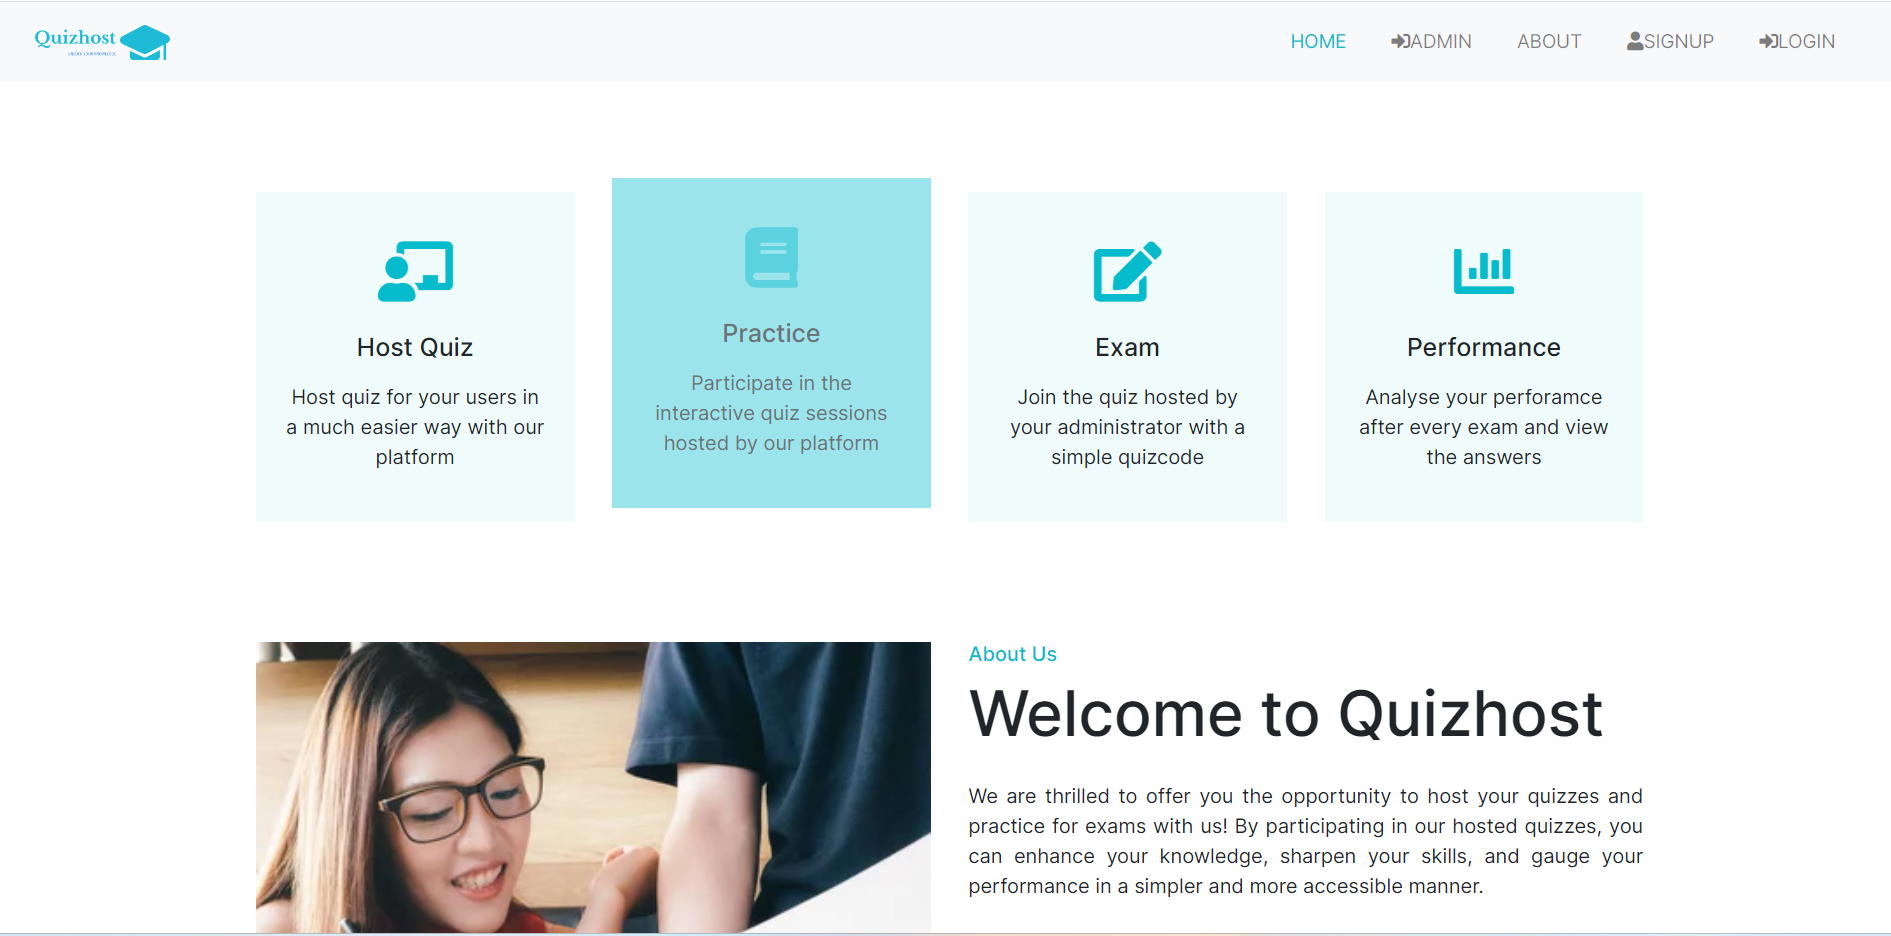 Quizhost
UNLOCK YOUR KNOWLEDGE
HOME ADMIN ABOUT SIGNUP LOGIN
Host Quiz
Host quiz for your users in
a much easier way with our
platform
Practice
Participate in the
interactive quiz sessions
hosted by our platform
Exam
Join the quiz hosted by
your administrator with a
simple quizcode
Performance
Analyse your perforamce
after every exam and view
the answers
About Us
Welcome to Quizhost
We are thrilled to offer you the opportunity to host your quizzes and
practice for exams with us! By participating in our hosted quizzes, you
can enhance your knowledge, sharpen your skills, and gauge your
performance in a simpler and more accessible manner.